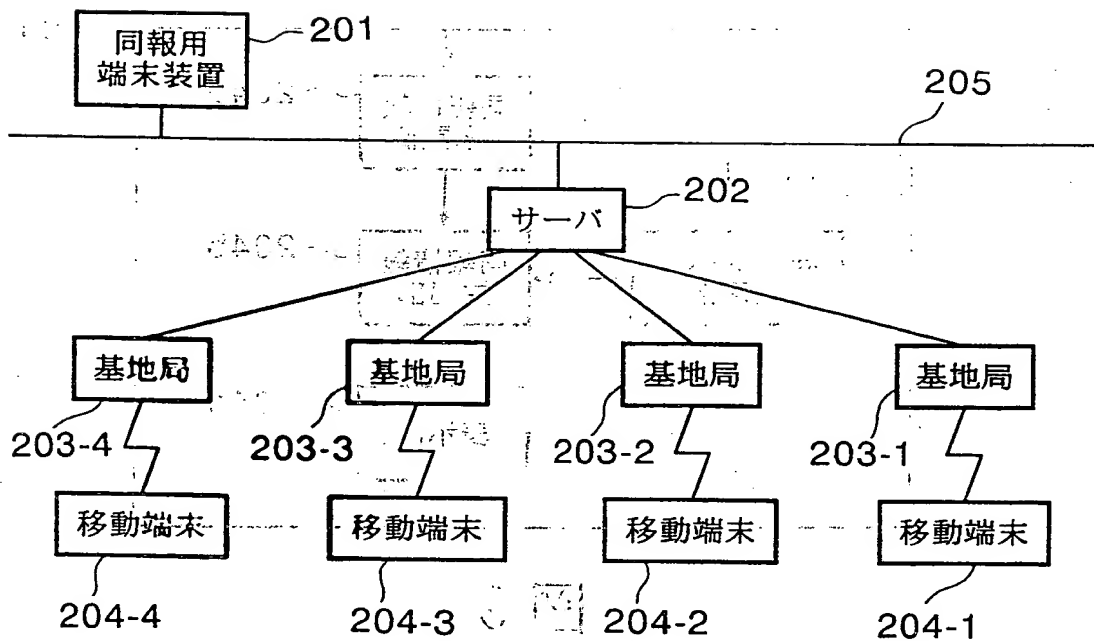 同報用
端末装置
201
205
サーバ
202
基地局
基地局
基地局
基地局
203-4
203-3
203-2
203-1
移動端末
移動端末
移動端末
移動端末
204-4
204-3
204-2
204-1